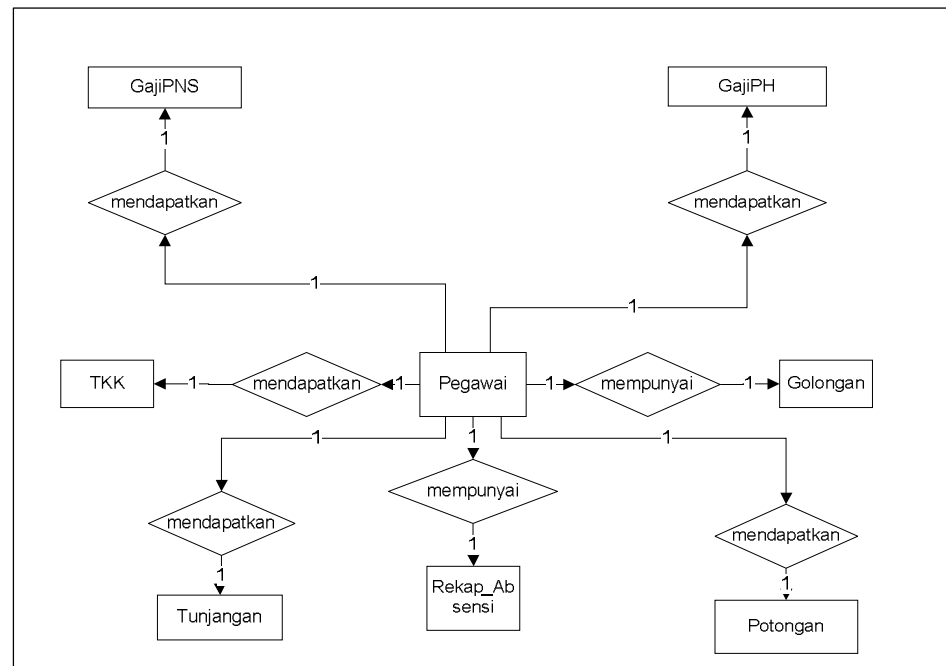 GajiPNS
GajiPH
1
1
mendapatkan
mendapatkan
1
1
TKK
1
mendapatkan
1
Pegawai
1
mempunyai
1
Golongan
1
1
1
mendapatkan
mempunyai
mendapatkan
1
1
1
Tunjangan
Rekap_Ab
sensi
Potongan